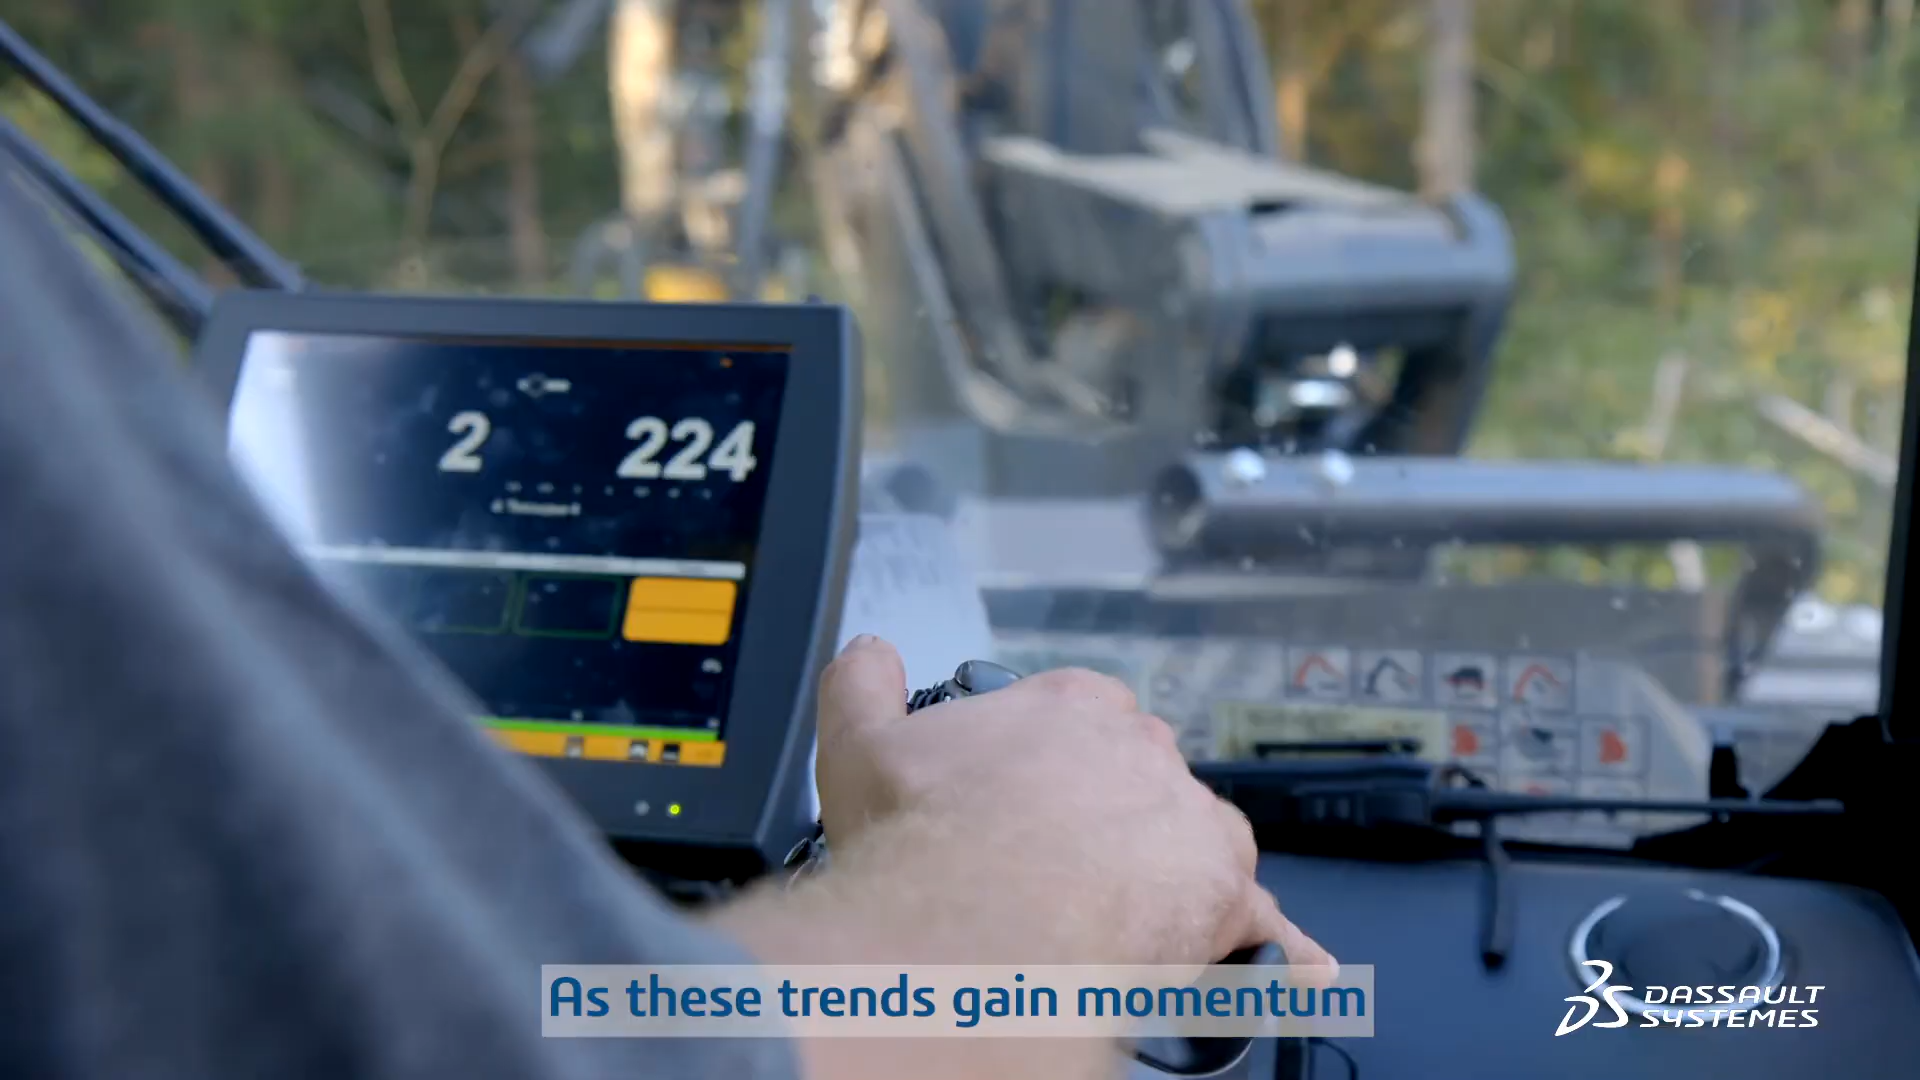 2 224
As these trends gain momentum
DASSAULT
SYSTEMES